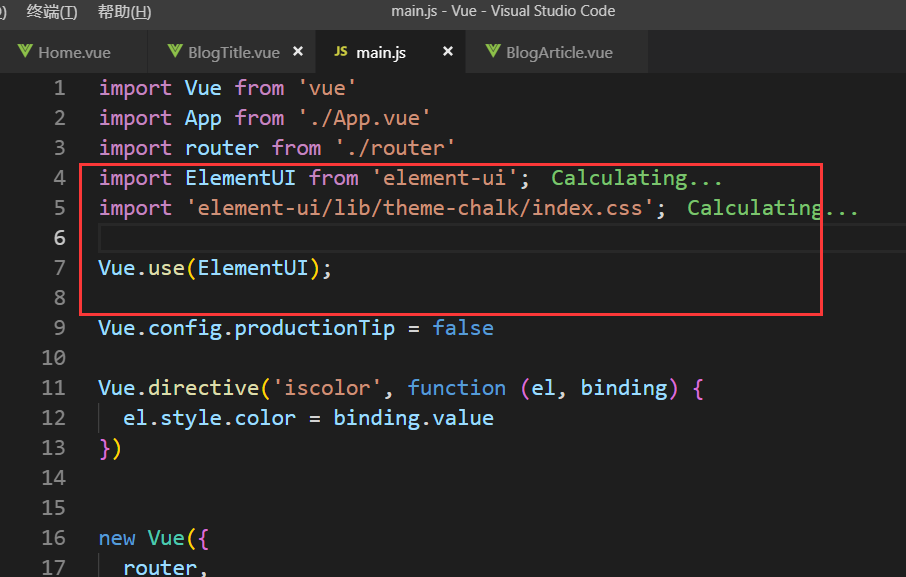 ) 终端(T) 帮助(H) main.js - Vue - Visual Studio Code
Home.vue BlogTitle.vue × JS main.js × BlogArticle.vue
1 import Vue from 'vue'
2 import App from './App.vue'
3 import router from './router'
4 import ElementUI from 'element-ui'; Calculating...
5 import 'element-ui/lib/theme-chalk/index.css'; Calculating...
6
7 Vue.use(ElementUI);
8
9 Vue.config.productionTip = false
10
11 Vue.directive('iscolor', function (el, binding) {
12 el.style.color = binding.value
13 })
14
15
16 new Vue({
17 router,